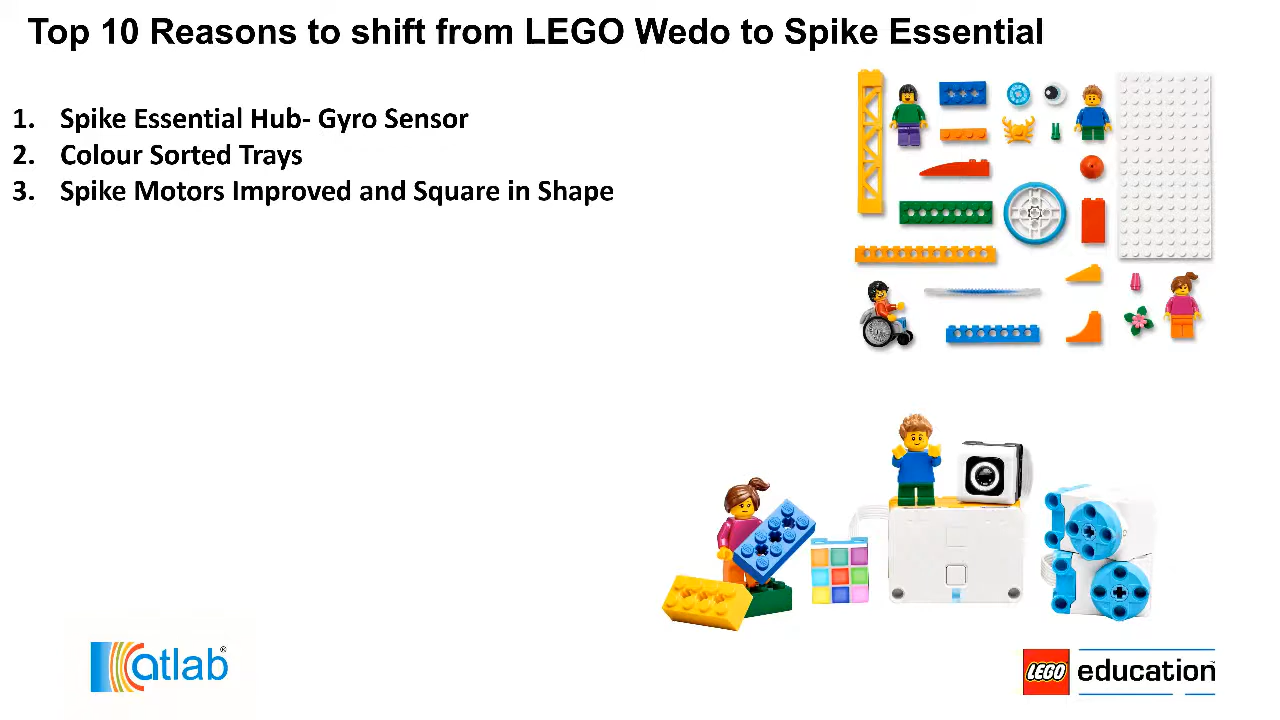 Top 10 Reasons to shift from LEGO Wedo to Spike Essential
1. Spike Essential Hub- Gyro Sensor
2. Colour Sorted Trays
3. Spike Motors Improved and Square in Shape
atlab®
LEGO education™